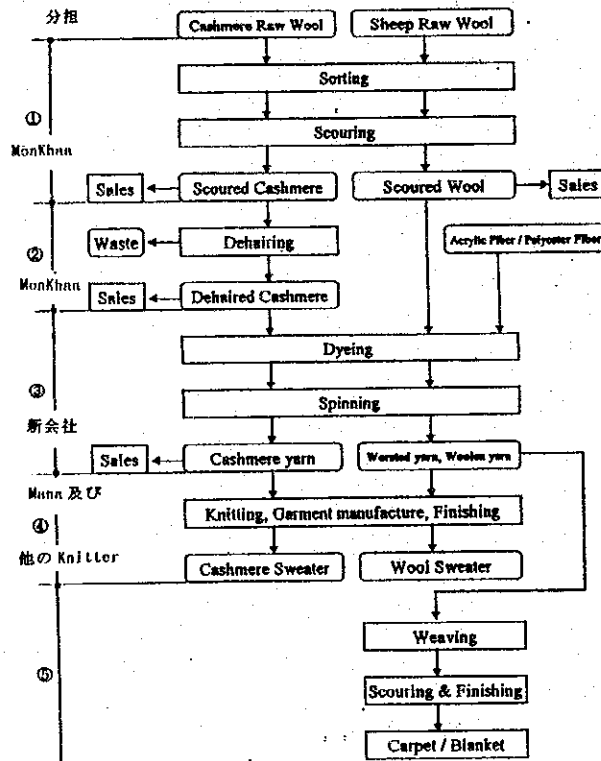 分担
Cashmere Raw Wool
Sheep Raw Wool
Sorting
①
Scouring
MonKhan
Sales
Scoured Cashmere
Scoured Wool
Sales
Waste
Dehairing
Acrylic Fiber / Polyester Fiber
②
MonKhan
Sales
Dehaired Cashmere
Dyeing
③
Spinning
新会社
Sales
Cashmere yarn
Worsted yarn, Woolen yarn
Mann 及び
Knitting, Garment manufacture, Finishing
④
他の Knitter
Cashmere Sweater
Wool Sweater
Weaving
⑤
Scouring & Finishing
Carpet / Blanket